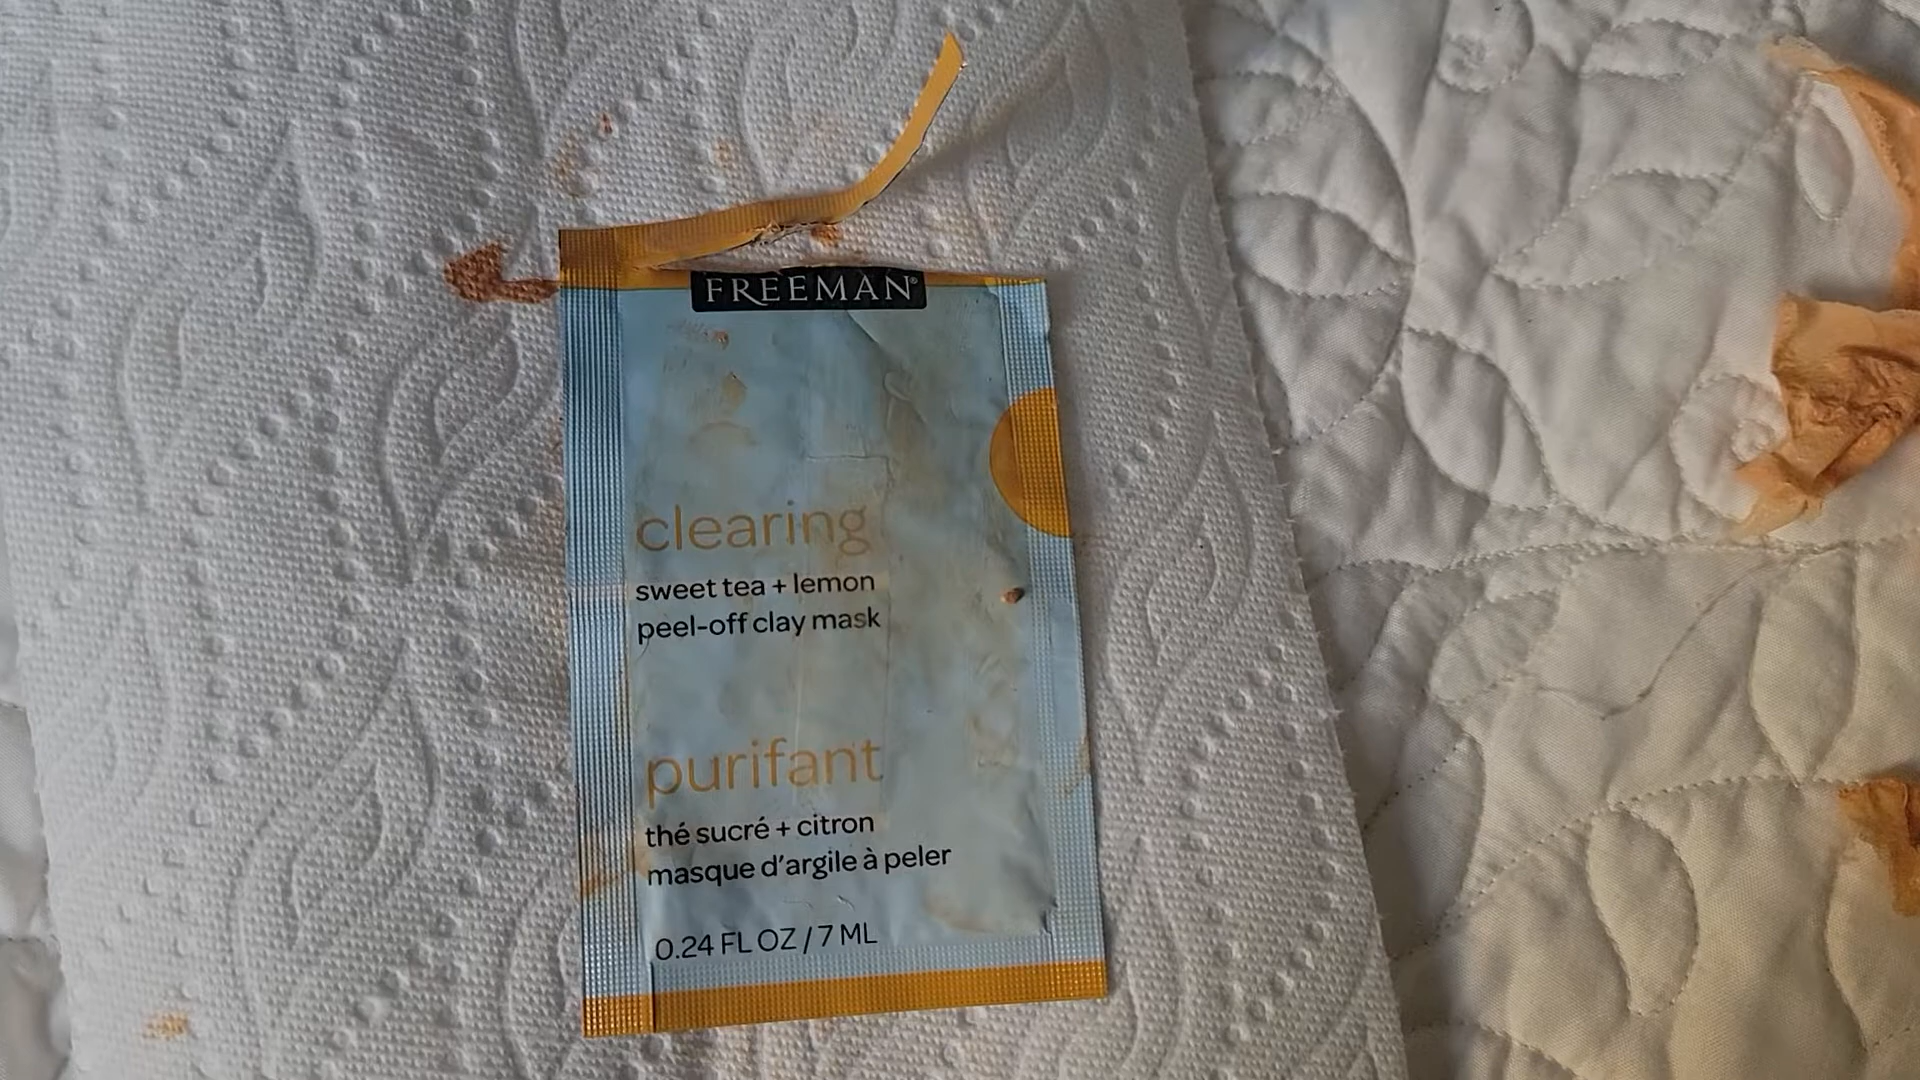 FREEMAN®
clearing
sweet tea + lemon
peel-off clay mask
purifant
thé sucré + citron
masque d'argile à peler
0.24 FL OZ / 7 ML